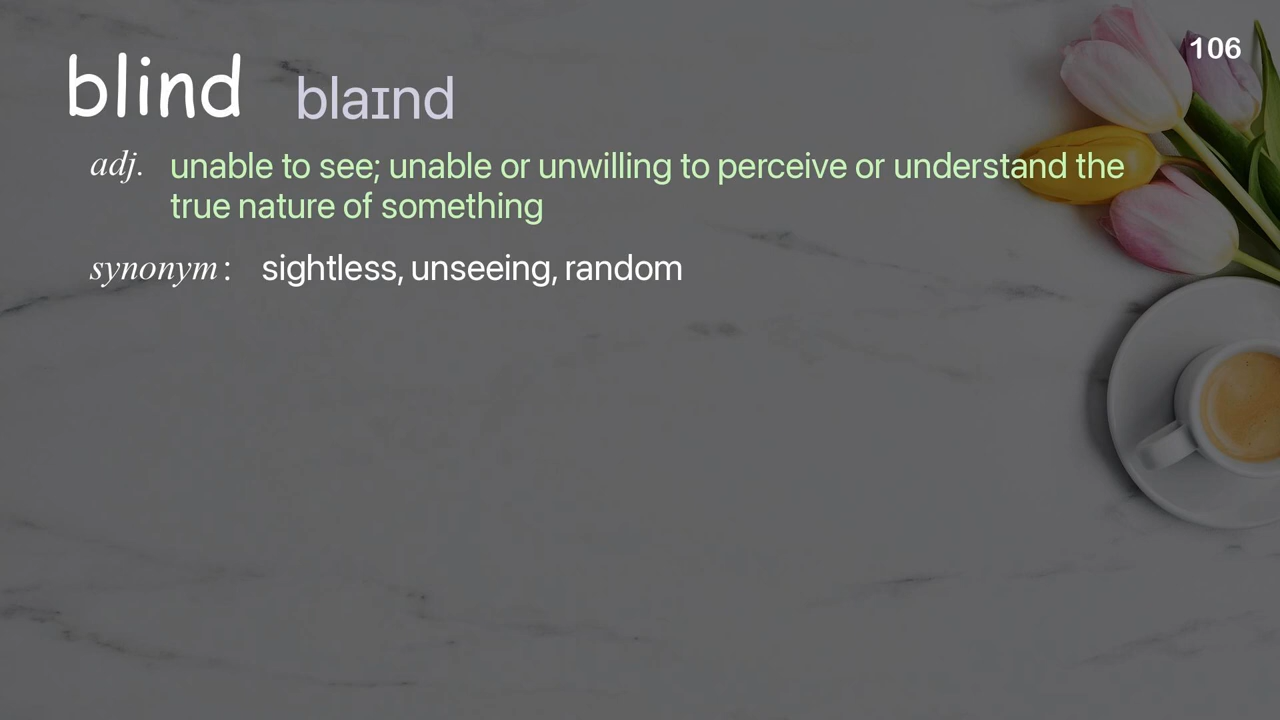 106
blind blaɪnd
adj. unable to see; unable or unwilling to perceive or understand the
true nature of something
synonym: sightless, unseeing, random